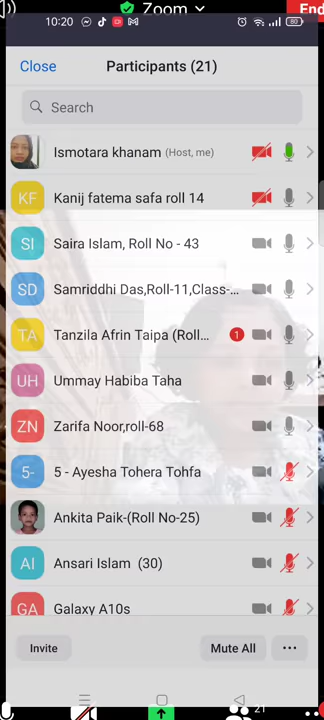 Zoom
End
10:20
80
Close
Participants (21)
Search
Ismotara khanam (Host, me)
KF
Kanij fatema safa roll 14
SI
Saira Islam, Roll No - 43
SD
Samriddhi Das,Roll-11,Class-...
TA
Tanzila Afrin Taipa (Roll...
1
UH
Ummay Habiba Taha
ZN
Zarifa Noor,roll-68
5-
5 - Ayesha Tohera Tohfa
Ankita Paik-(Roll No-25)
AI
Ansari Islam (30)
GA
Galaxy A10s
Invite
Mute All
21